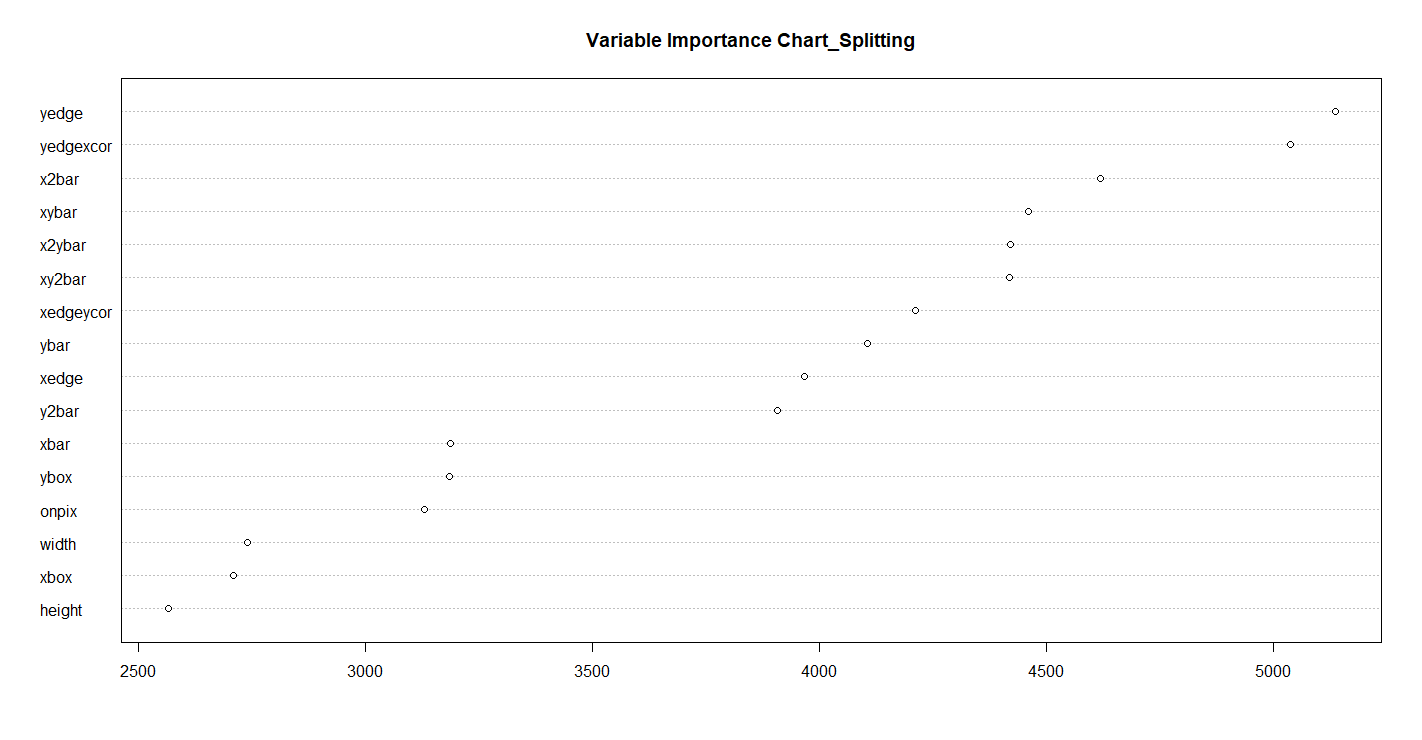 Variable Importance Chart_Splitting
yedge
yedgexcor
x2bar
xybar
x2ybar
xy2bar
xedgeycor
ybar
xedge
y2bar
xbar
ybox
onpix
width
xbox
height
2500 3000 3500 4000 4500 5000